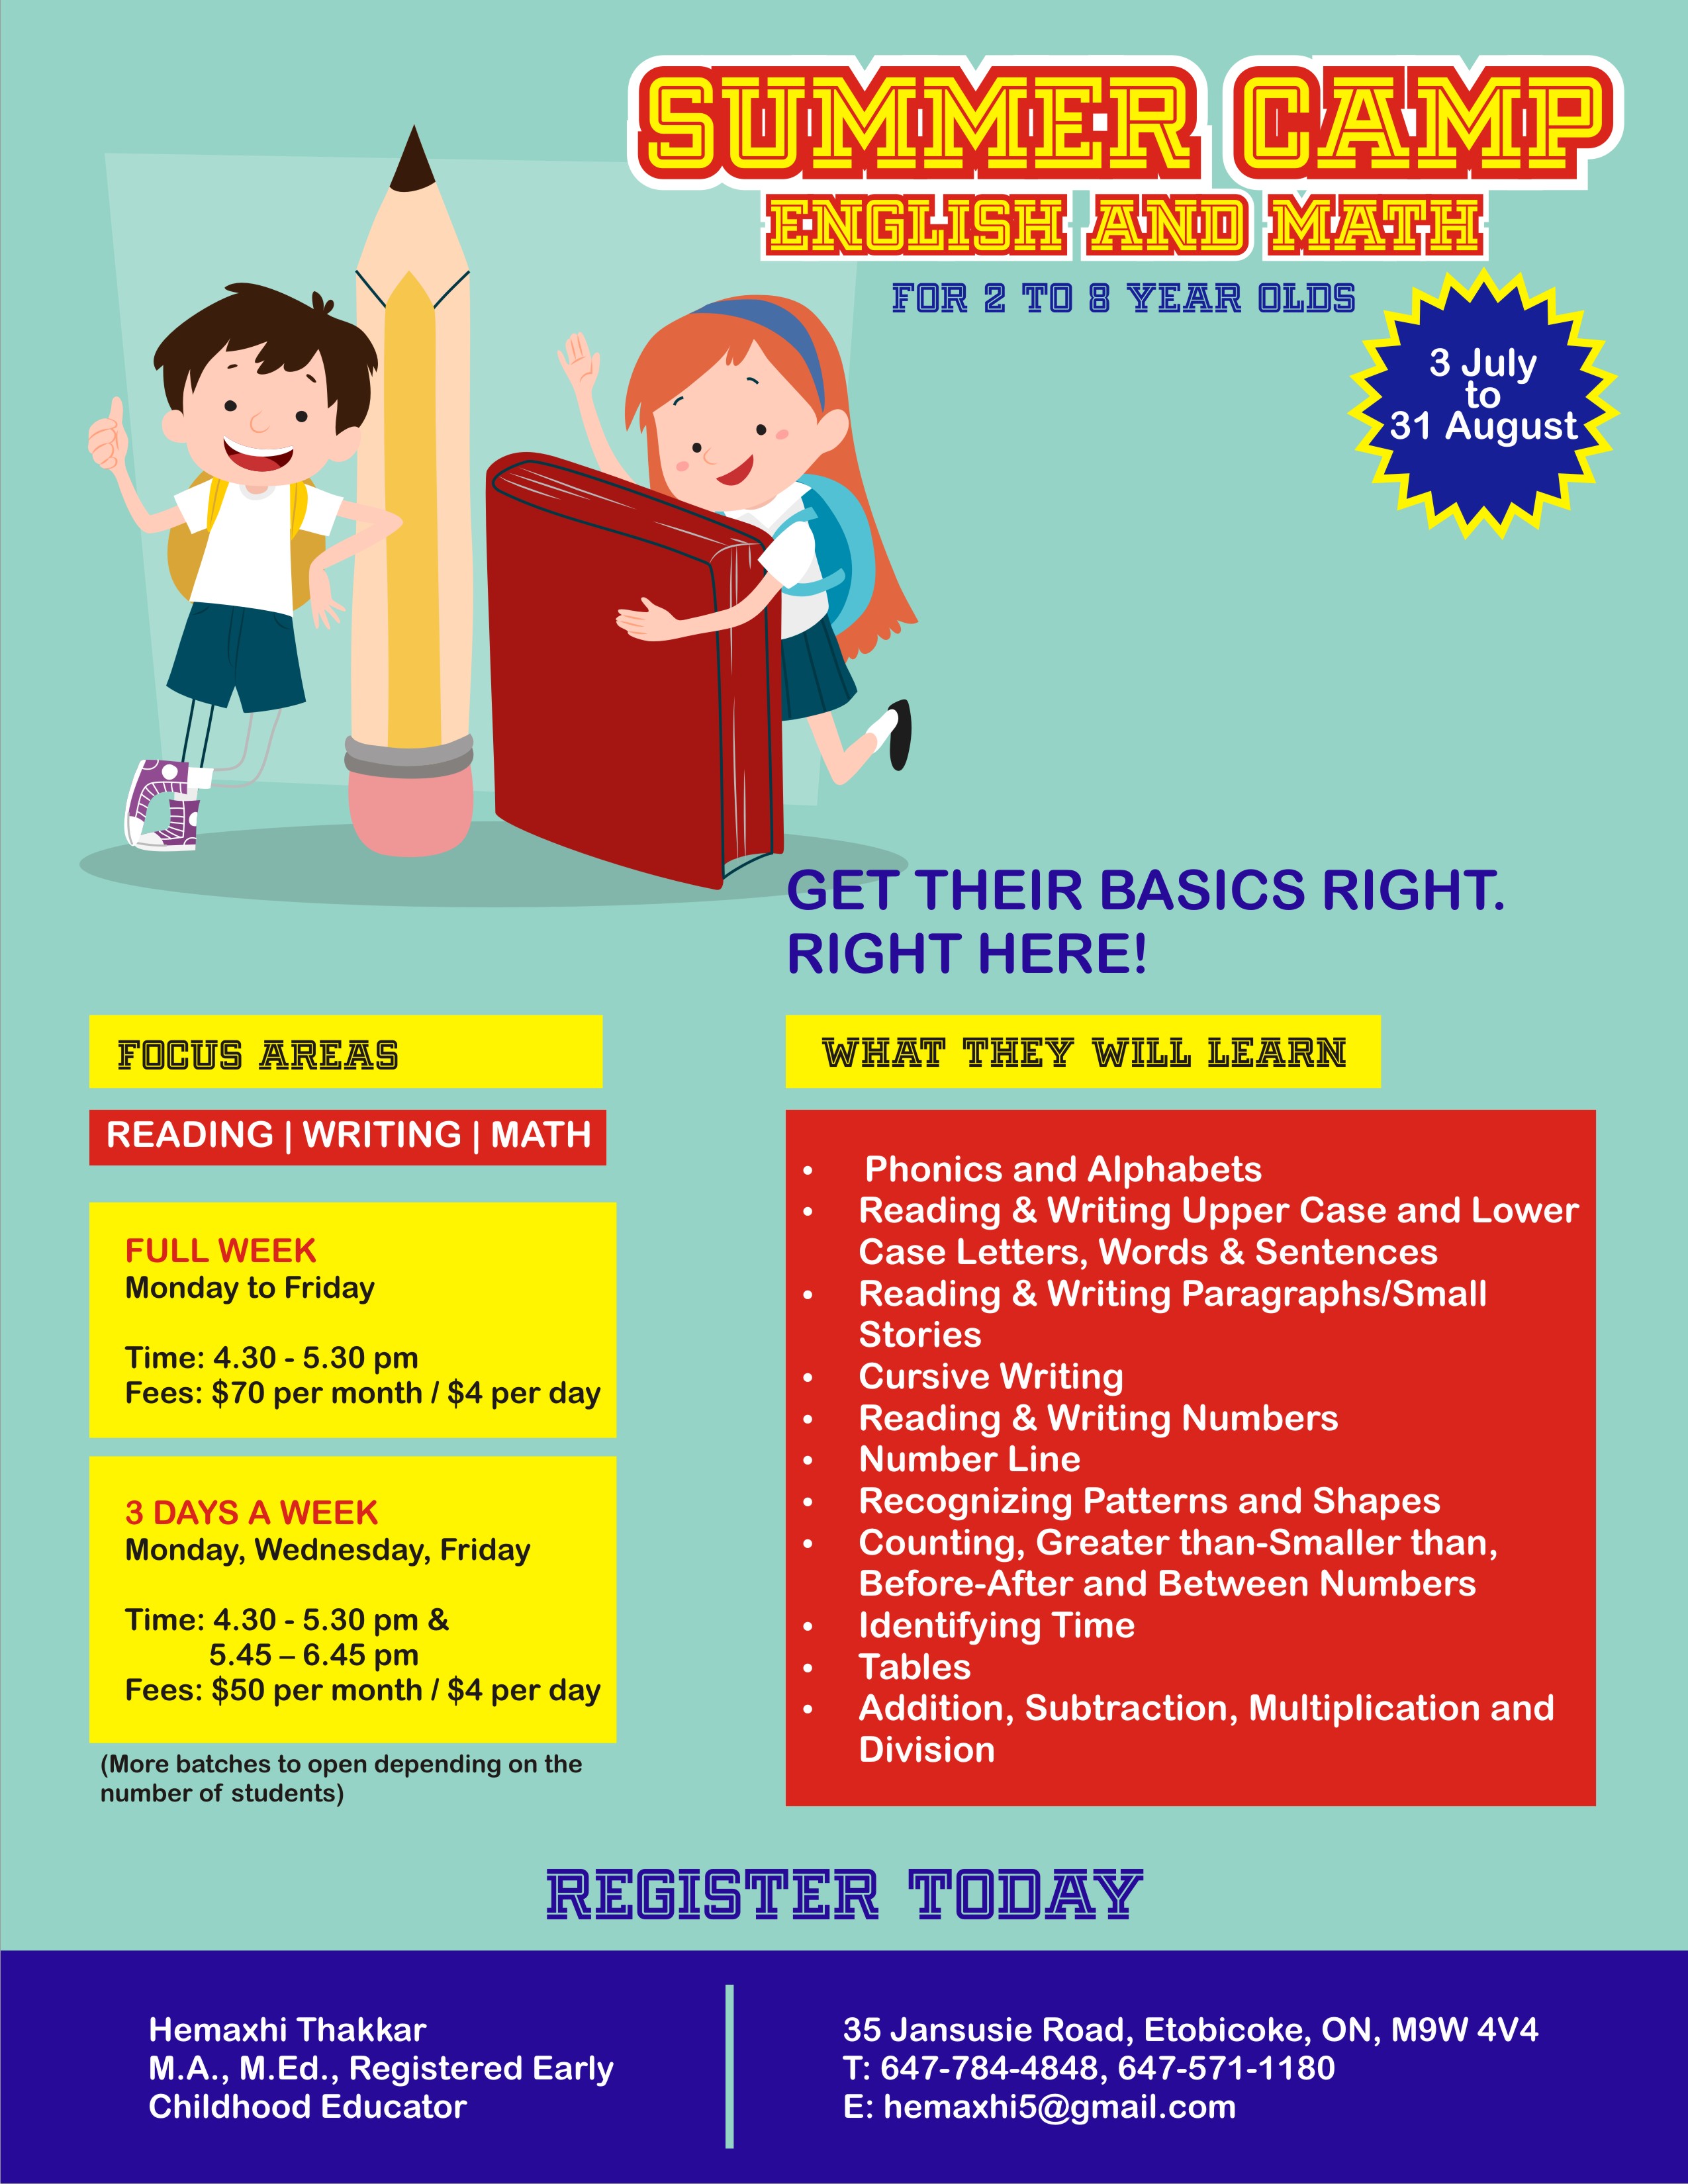 SUMMER CAMP
ENGLISH AND MATH
FOR 2 TO 8 YEAR OLDS
3 July
to
31 August
GET THEIR BASICS RIGHT.
RIGHT HERE!
FOCUS AREAS
READING | WRITING | MATH
FULL WEEK
Monday to Friday
Time: 4.30 - 5.30 pm
Fees: $70 per month / $4 per day
3 DAYS A WEEK
Monday, Wednesday, Friday
Time: 4.30 - 5.30 pm &
5.45 – 6.45 pm
Fees: $50 per month / $4 per day
(More batches to open depending on the
number of students)
WHAT THEY WILL LEARN
• Phonics and Alphabets
• Reading & Writing Upper Case and Lower
Case Letters, Words & Sentences
• Reading & Writing Paragraphs/Small
Stories
• Cursive Writing
• Reading & Writing Numbers
• Number Line
• Recognizing Patterns and Shapes
• Counting, Greater than-Smaller than,
Before-After and Between Numbers
• Identifying Time
• Tables
• Addition, Subtraction, Multiplication and
Division
REGISTER TODAY
Hemaxhi Thakkar
M.A., M.Ed., Registered Early
Childhood Educator
35 Jansusie Road, Etobicoke, ON, M9W 4V4
T: 647-784-4848, 647-571-1180
E: hemaxhi5@gmail.com